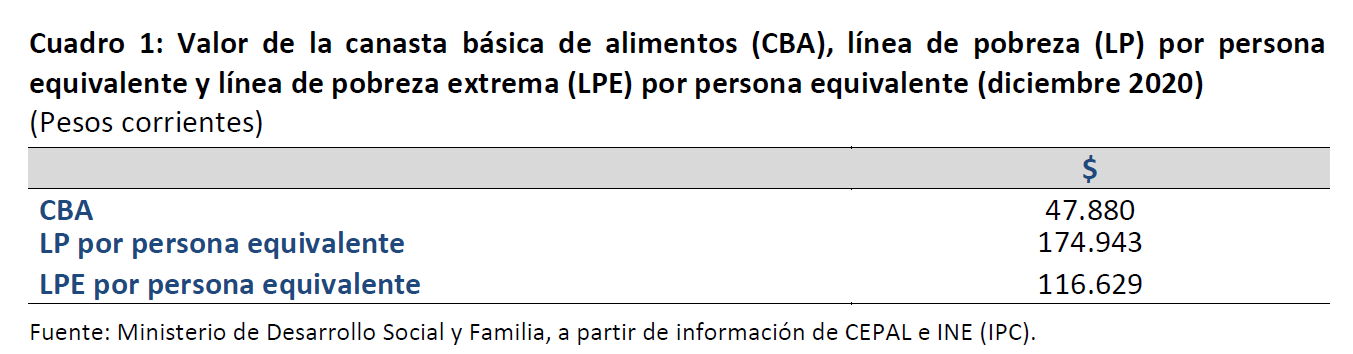 Cuadro 1: Valor de la canasta básica de alimentos (CBA), línea de pobreza (LP) por persona
equivalente y línea de pobreza extrema (LPE) por persona equivalente (diciembre 2020)
(Pesos corrientes)
$
CBA 47.880
LP por persona equivalente 174.943
LPE por persona equivalente 116.629
Fuente: Ministerio de Desarrollo Social y Familia, a partir de información de CEPAL e INE (IPC).